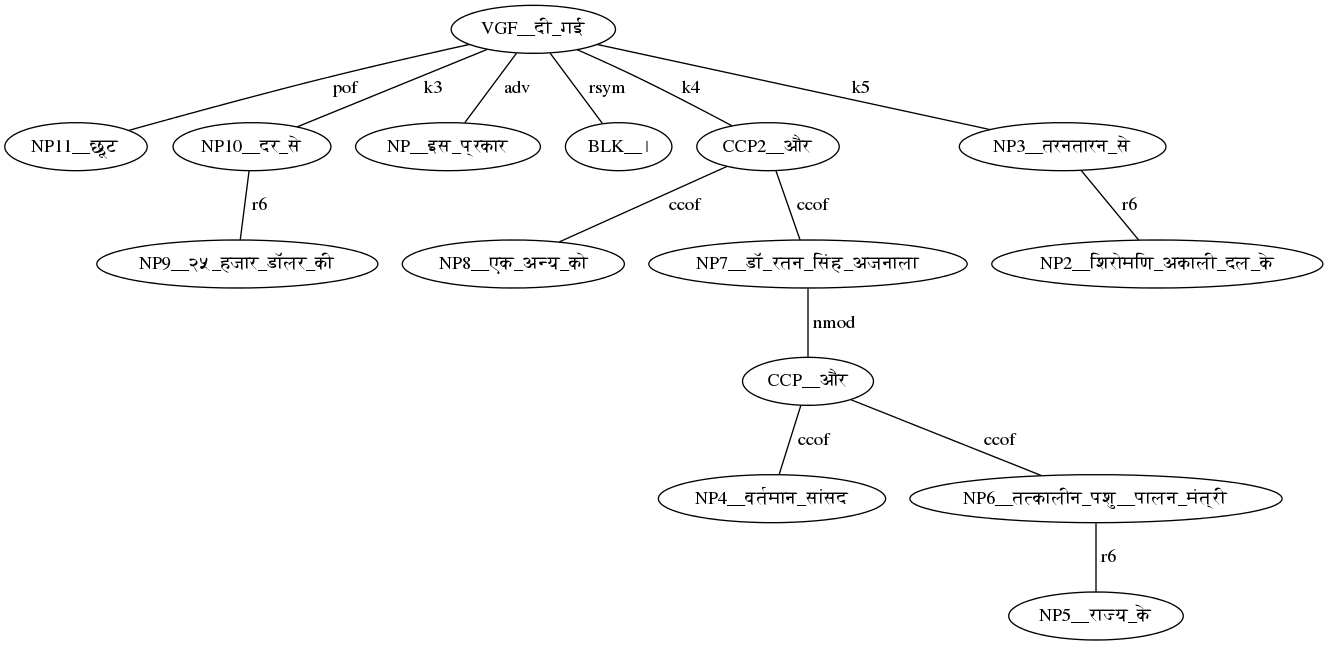 VGF__दी_गई
pof k3 adv rsym k4 k5
NP11__छूट NP10__दर_से NP__इस_प्रकार BLK__। CCP2__और NP3__तरनतारन_से
r6 ccof ccof r6
NP9__२५_हजार_डॉलर_की NP8__एक_अन्य_को NP7__डॉ_रतन_सिंह_अजनाला NP2__शिरोमणि_अकाली_दल_के
nmod
CCP__और
ccof ccof
NP4__वर्तमान_सांसद NP6__तत्कालीन_पशु__पालन_मंत्री
r6
NP5__राज्य_के